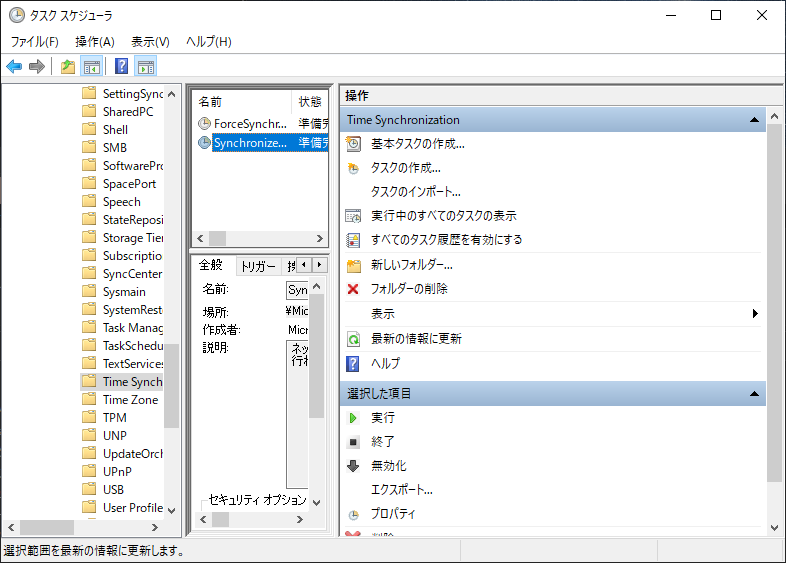 タスク スケジューラ
ファイル(F) 操作(A) 表示(V) ヘルプ(H)
SettingSync
SharedPC
Shell
SMB
SoftwarePro
SpacePort
Speech
StateReposi
Storage Tier
Subscriptio
SyncCenter
Sysmain
SystemRest
Task Manag
TaskSchedu
TextServices
Time Synch
Time Zone
TPM
UNP
UpdateOrch
UPnP
USB
User Profile
名前 状態
ForceSynchr... 準備完
Synchronize... 準備完
全般 トリガー
名前: Syn
場所: ¥Mic
作成者: Micr
説明: ネッ
行わ
セキュリティ オプション
操作
Time Synchronization
基本タスクの作成...
タスクの作成...
タスクのインポート...
実行中のすべてのタスクの表示
すべてのタスク履歴を有効にする
新しいフォルダー...
フォルダーの削除
表示
最新の情報に更新
ヘルプ
選択した項目
実行
終了
無効化
エクスポート...
プロパティ
選択範囲を最新の情報に更新します。